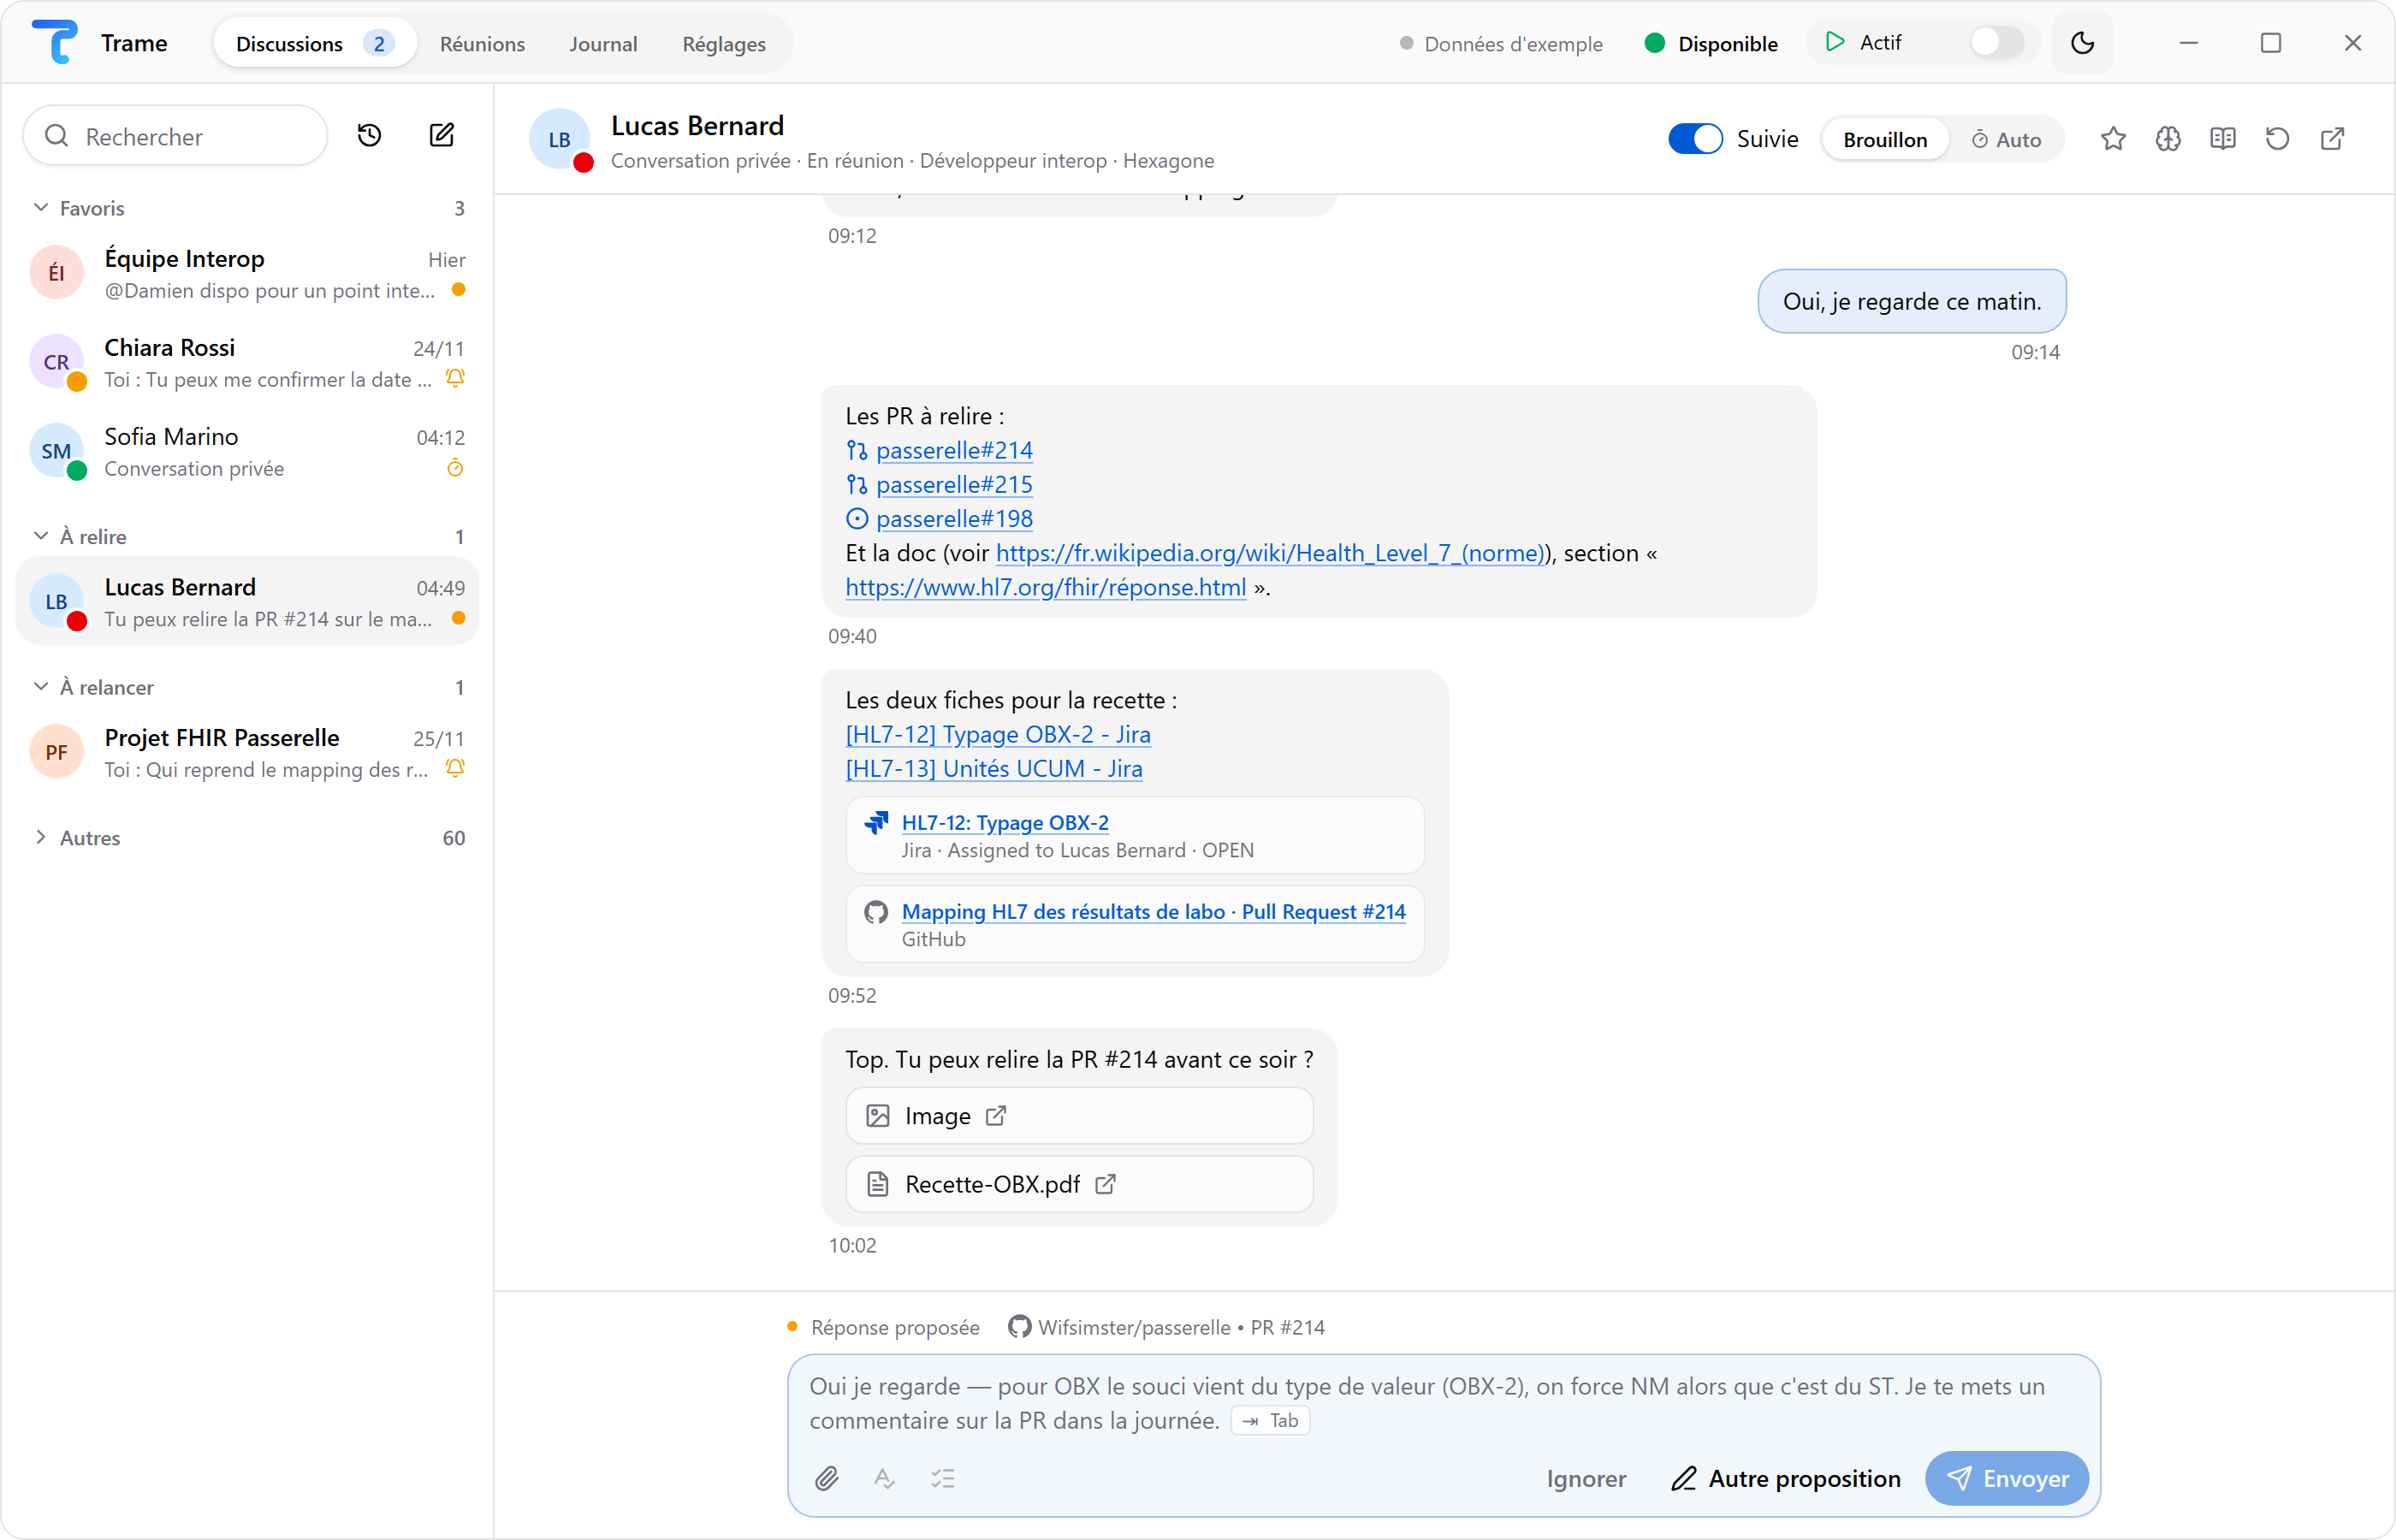 Trame
Discussions 2
Réunions
Journal
Réglages
Données d'exemple
Disponible
Actif
Rechercher
Favoris 3
ÉI
Équipe Interop Hier
@Damien dispo pour un point inte...
CR
Chiara Rossi 24/11
Toi : Tu peux me confirmer la date ...
SM
Sofia Marino 04:12
Conversation privée
À relire 1
LB
Lucas Bernard 04:49
Tu peux relire la PR #214 sur le ma...
À relancer 1
PF
Projet FHIR Passerelle 25/11
Toi : Qui reprend le mapping des r...
Autres 60
LB
Lucas Bernard
Conversation privée · En réunion · Développeur interop · Hexagone
Suivie
Brouillon
Auto
09:12
Oui, je regarde ce matin.
09:14
Les PR à relire :
passerelle#214
passerelle#215
passerelle#198
Et la doc (voir https://fr.wikipedia.org/wiki/Health_Level_7_(norme)), section «
https://www.hl7.org/fhir/réponse.html ».
09:40
Les deux fiches pour la recette :
[HL7-12] Typage OBX-2 - Jira
[HL7-13] Unités UCUM - Jira
HL7-12: Typage OBX-2
Jira · Assigned to Lucas Bernard · OPEN
Mapping HL7 des résultats de labo · Pull Request #214
GitHub
09:52
Top. Tu peux relire la PR #214 avant ce soir ?
Image
Recette-OBX.pdf
10:02
Réponse proposée
Wifsimster/passerelle • PR #214
Oui je regarde — pour OBX le souci vient du type de valeur (OBX-2), on force NM alors que c'est du ST. Je te mets un
commentaire sur la PR dans la journée. ⇥ Tab
Ignorer
Autre proposition
Envoyer